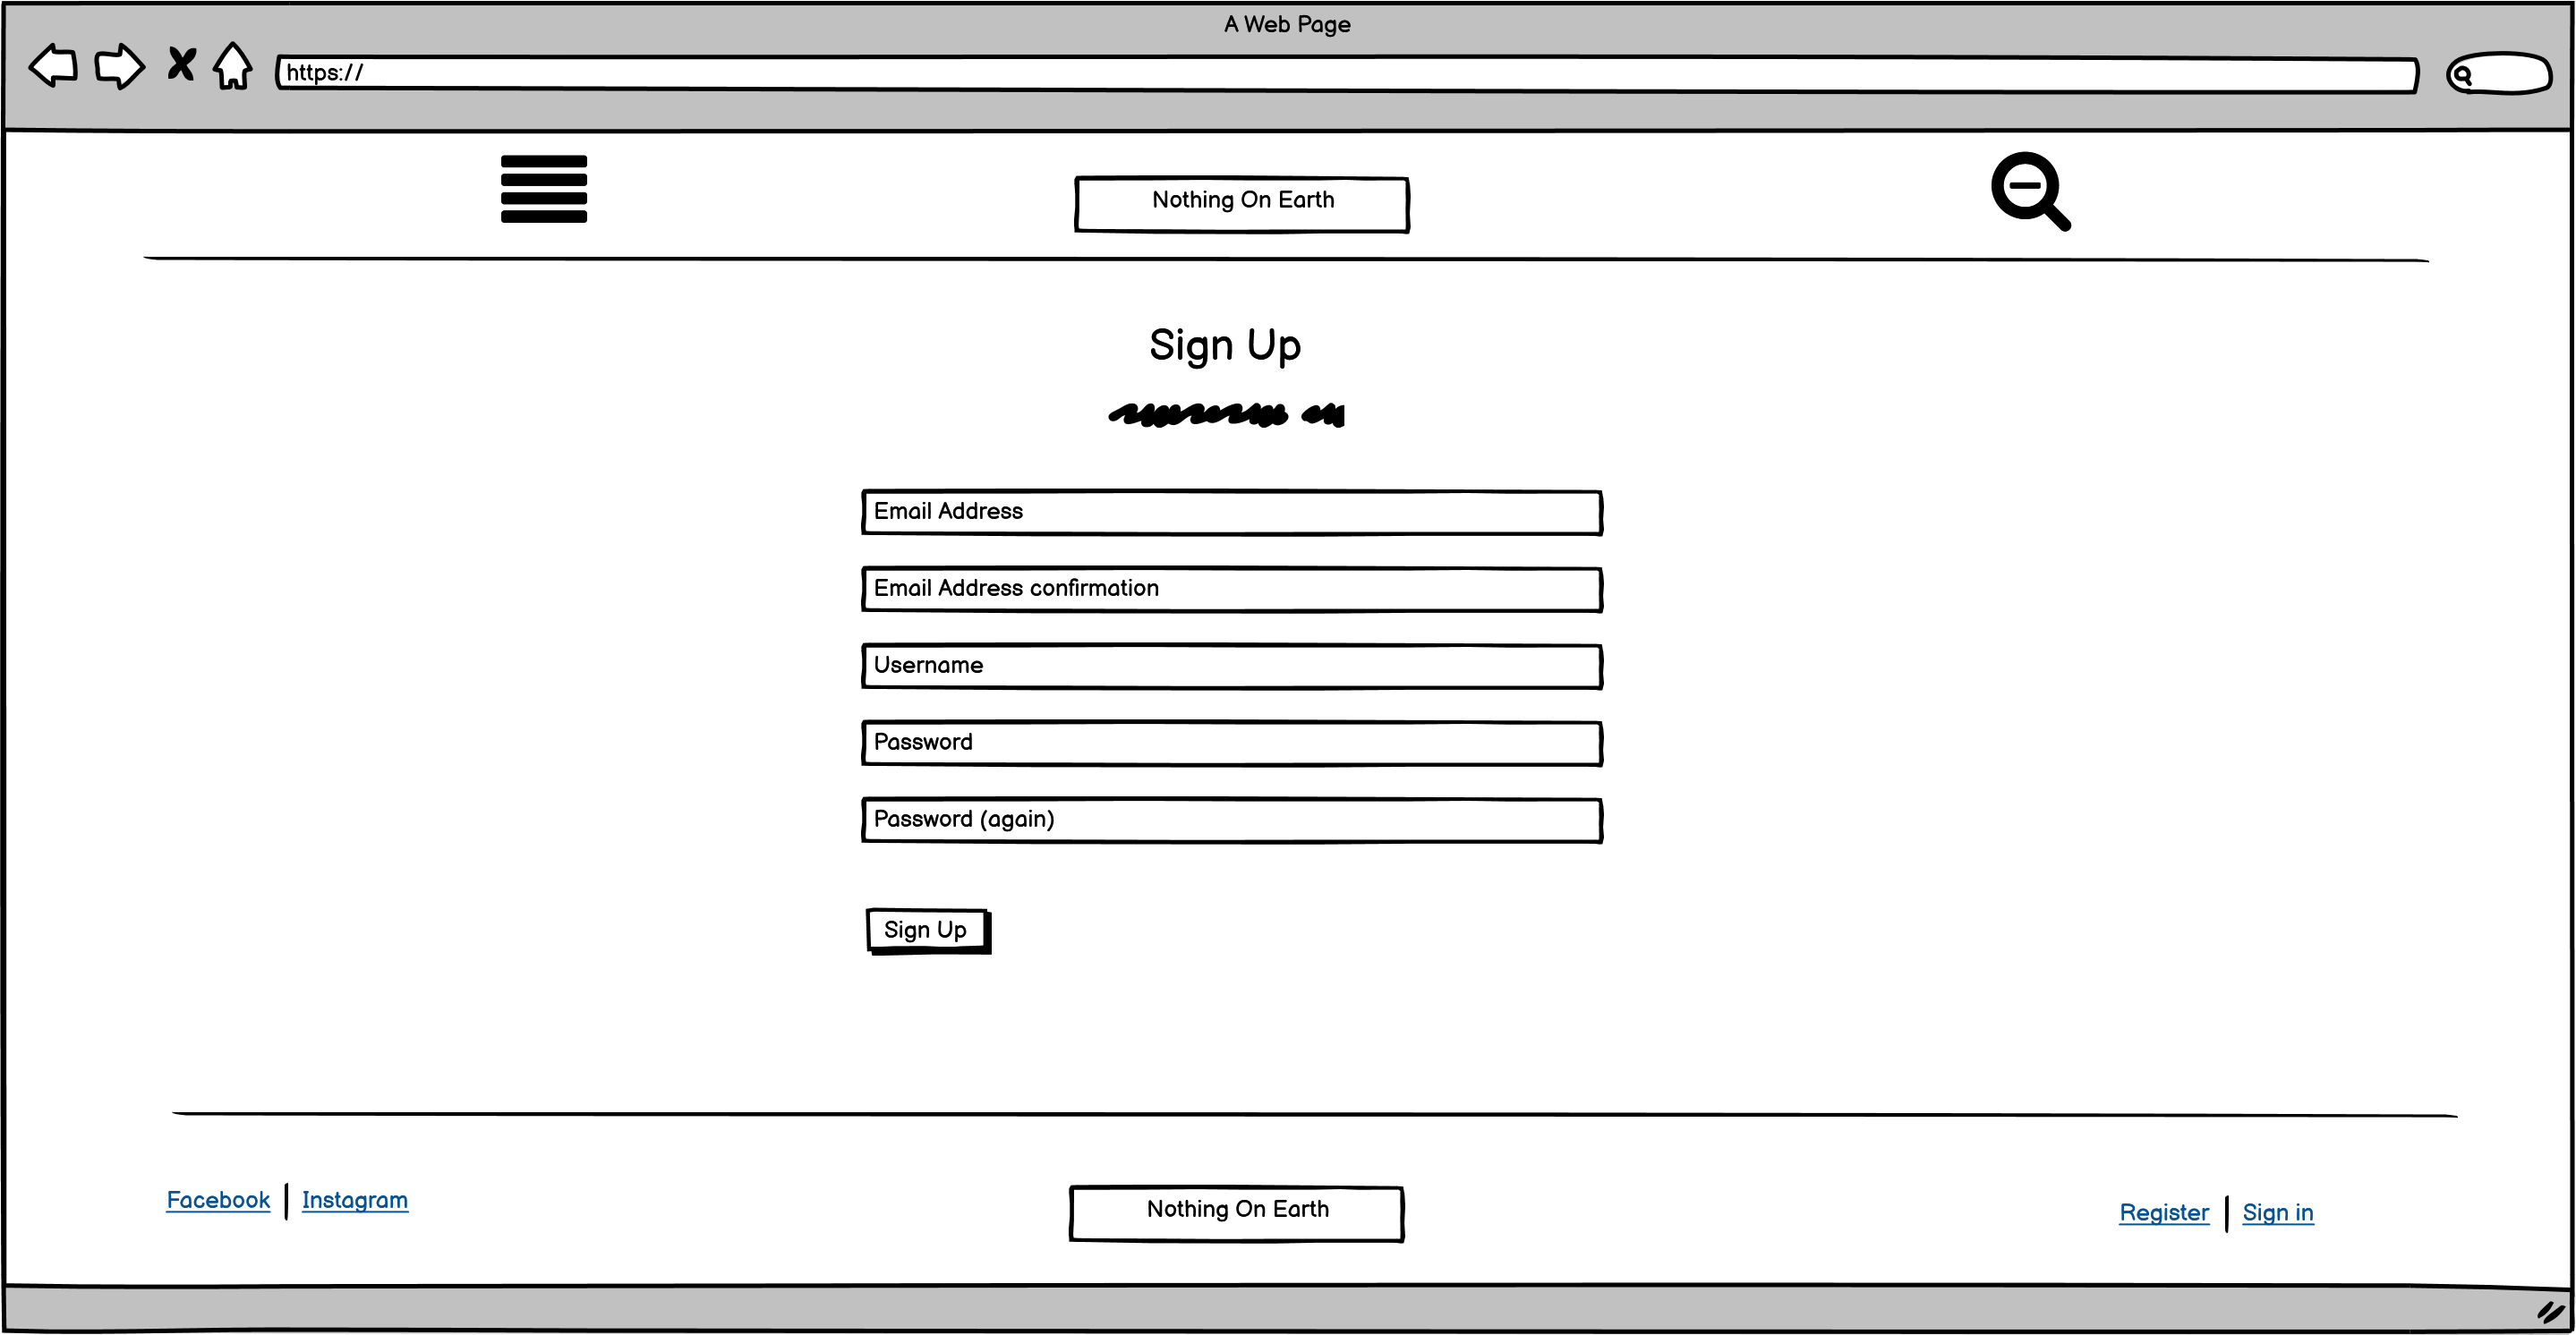 A Web Page
https://
Nothing On Earth
Sign Up
Email Address
Email Address confirmation
Username
Password
Password (again)
Sign Up
Facebook | Instagram
Nothing On Earth
Register | Sign in